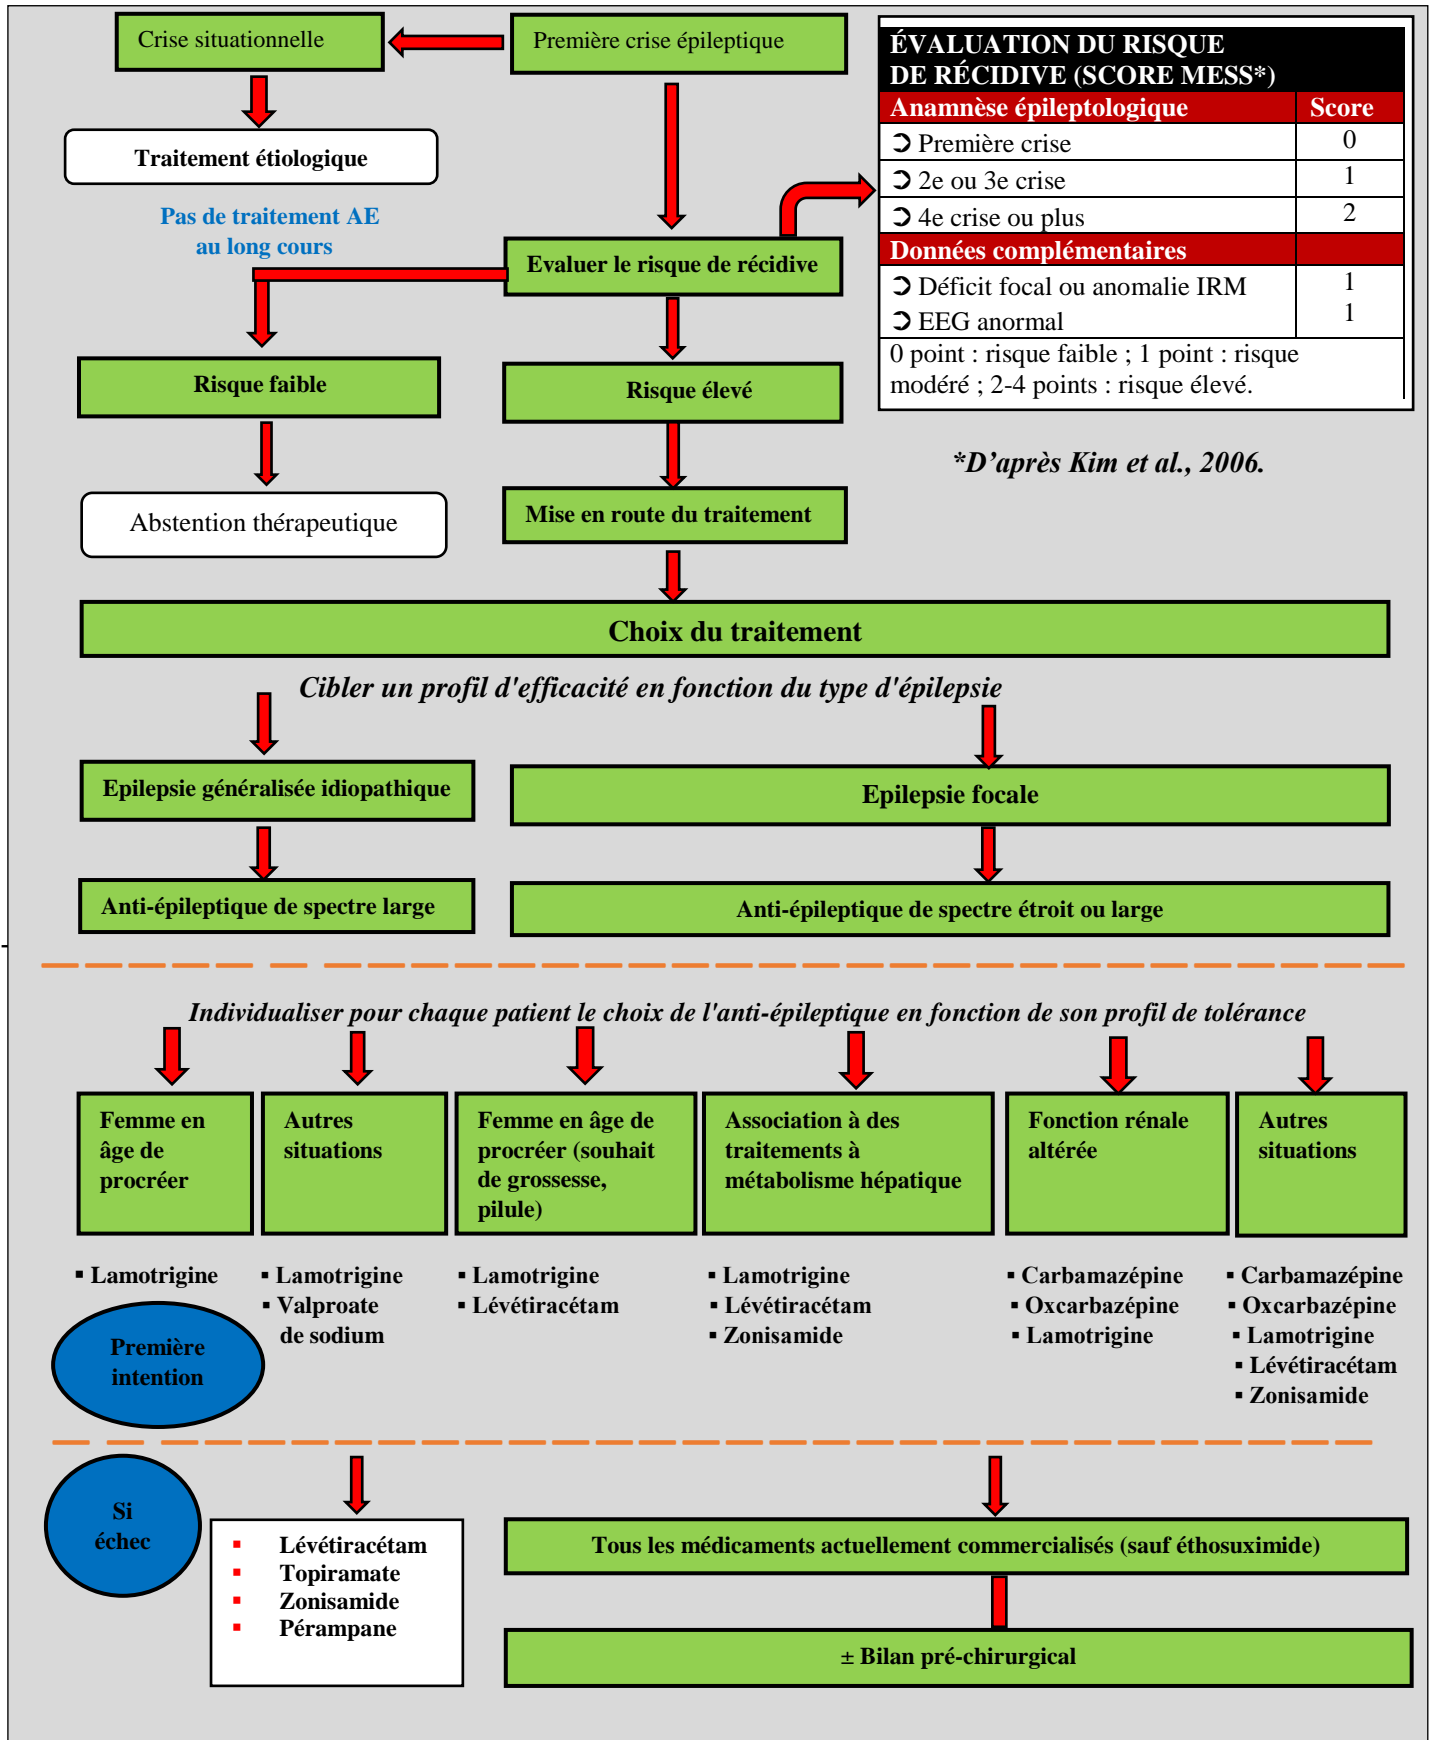 Crise situationnelle
Première crise épileptique
Traitement étiologique
Pas de traitement AE
au long cours
Evaluer le risque de récidive
ÉVALUATION DU RISQUE
DE RÉCIDIVE (SCORE MESS*)
Anamnèse épileptologique Score
➲ Première crise 0
➲ 2e ou 3e crise 1
➲ 4e crise ou plus 2
Données complémentaires
➲ Déficit focal ou anomalie IRM 1
➲ EEG anormal 1
0 point : risque faible ; 1 point : risque
modéré ; 2-4 points : risque élevé.
*D’après Kim et al., 2006.
Risque faible
Risque élevé
Abstention thérapeutique
Mise en route du traitement
Choix du traitement
Cibler un profil d'efficacité en fonction du type d'épilepsie
Epilepsie généralisée idiopathique
Epilepsie focale
Anti-épileptique de spectre large
Anti-épileptique de spectre étroit ou large
Individualiser pour chaque patient le choix de l'anti-épileptique en fonction de son profil de tolérance
Femme en
âge de
procréer
Autres
situations
Femme en âge de
procréer (souhait
de grossesse,
pilule)
Association à des
traitements à
métabolisme hépatique
Fonction rénale
altérée
Autres
situations
▪ Lamotrigine
▪ Lamotrigine
▪ Valproate
de sodium
▪ Lamotrigine
▪ Lévétiracétam
▪ Lamotrigine
▪ Lévétiracétam
▪ Zonisamide
▪ Carbamazépine
▪ Oxcarbazépine
▪ Lamotrigine
▪ Carbamazépine
▪ Oxcarbazépine
▪ Lamotrigine
▪ Lévétiracétam
▪ Zonisamide
Première
intention
Si
échec
▪ Lévétiracétam
▪ Topiramate
▪ Zonisamide
▪ Pérampane
Tous les médicaments actuellement commercialisés (sauf éthosuximide)
± Bilan pré-chirurgical